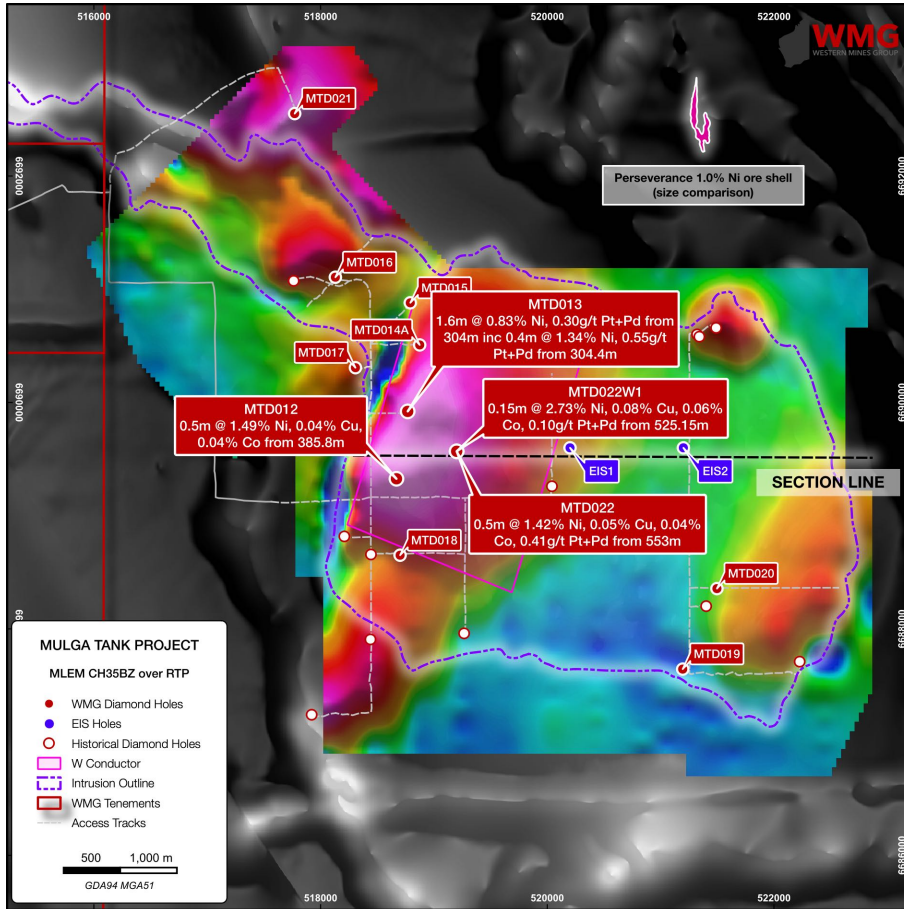 516000
518000
520000
522000
WMG
WESTERN MINES GROUP
MTD021
Perseverance 1.0% Ni ore shell
(size comparison)
6692000
6692000
MTD016
MTD015
MTD013
1.6m @ 0.83% Ni, 0.30g/t Pt+Pd from
304m inc 0.4m @ 1.34% Ni, 0.55g/t
Pt+Pd from 304.4m
MTD014A
MTD017
MTD022W1
0.15m @ 2.73% Ni, 0.08% Cu, 0.06%
Co, 0.10g/t Pt+Pd from 525.15m
6690000
6690000
MTD012
0.5m @ 1.49% Ni, 0.04% Cu,
0.04% Co from 385.8m
EIS1
EIS2
SECTION LINE
MTD022
0.5m @ 1.42% Ni, 0.05% Cu, 0.04%
Co, 0.41g/t Pt+Pd from 553m
MTD018
MTD020
66
6688000
MTD019
MULGA TANK PROJECT
MLEM CH35BZ over RTP
WMG Diamond Holes
EIS Holes
Historical Diamond Holes
W Conductor
Intrusion Outline
WMG Tenements
Access Tracks
500 1,000 m
GDA94 MGA51
6686000
518000
520000
522000